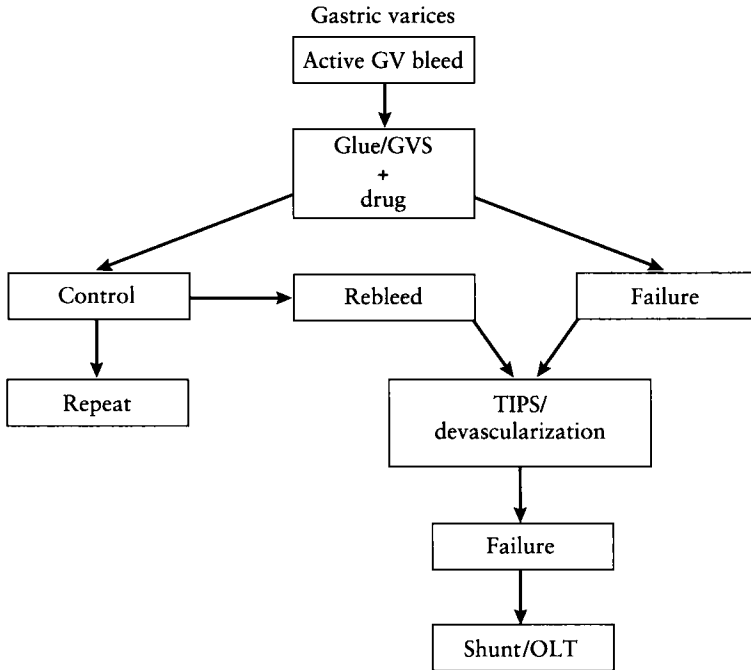 Gastric varices
Active GV bleed
Glue/GVS
+
drug
Control
Rebleed
Failure
Repeat
TIPS/
devascularization
Failure
Shunt/OLT